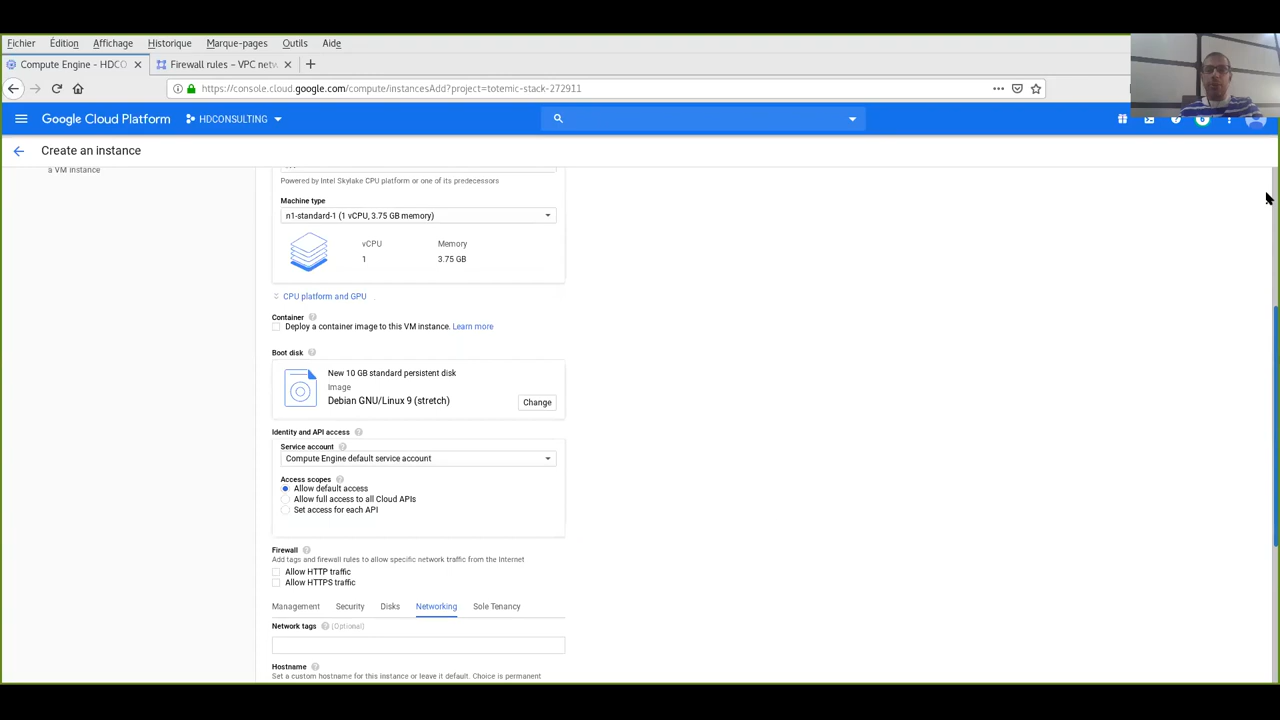 Fichier Édition Affichage Historique Marque-pages Outils Aide
Compute Engine - HDCO
Firewall rules – VPC netw
https://console.cloud.google.com/compute/instancesAdd?project=totemic-stack-272911
Google Cloud Platform
HDCONSULTING
Create an instance
a VM instance
Powered by Intel Skylake CPU platform or one of its predecessors
Machine type
n1-standard-1 (1 vCPU, 3.75 GB memory)
vCPU Memory
1 3.75 GB
CPU platform and GPU
Container
Deploy a container image to this VM instance. Learn more
Boot disk
New 10 GB standard persistent disk
Image
Debian GNU/Linux 9 (stretch)
Change
Identity and API access
Service account
Compute Engine default service account
Access scopes
Allow default access
Allow full access to all Cloud APIs
Set access for each API
Firewall
Add tags and firewall rules to allow specific network traffic from the Internet
Allow HTTP traffic
Allow HTTPS traffic
Management Security Disks Networking Sole Tenancy
Network tags (Optional)
Hostname
Set a custom hostname for this instance or leave it default. Choice is permanent